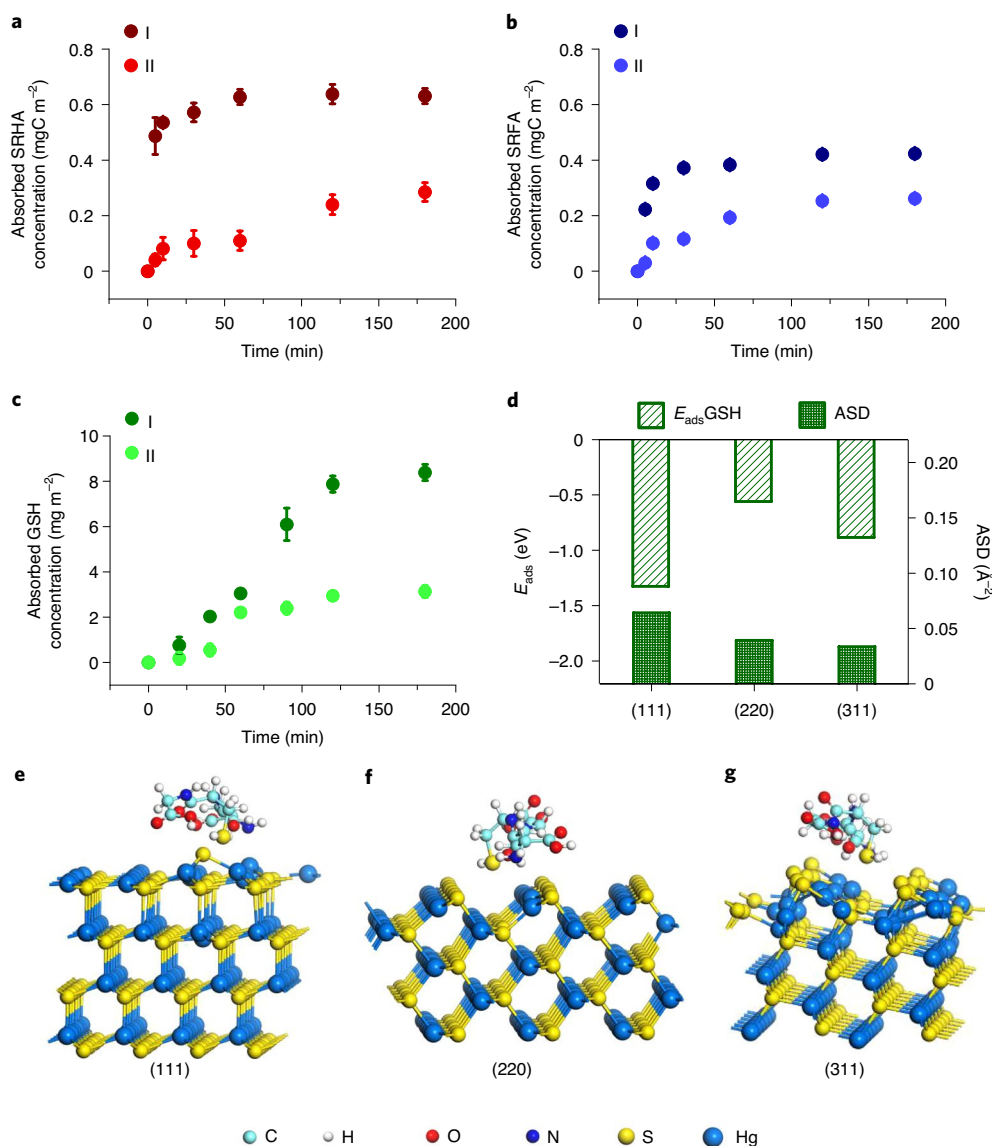 a
I
II
0.8
0.6
0.4
0.2
0
Absorbed SRHA
concentration (mgC m−2)
0 50 100 150 200
Time (min)
b
I
II
0.8
0.6
0.4
0.2
0
Absorbed SRFA
concentration (mgC m−2)
0 50 100 150 200
Time (min)
c
I
II
10
8
6
4
2
0
Absorbed GSH
concentration (mg m−2)
0 50 100 150 200
Time (min)
d
EadsGSH ASD
0
−0.5
−1.0
−1.5
−2.0
Eads (eV)
0.20
0.15
0.10
0.05
0
ASD (Å−2)
(111) (220) (311)
e
(111)
f
(220)
g
(311)
C H O N S Hg